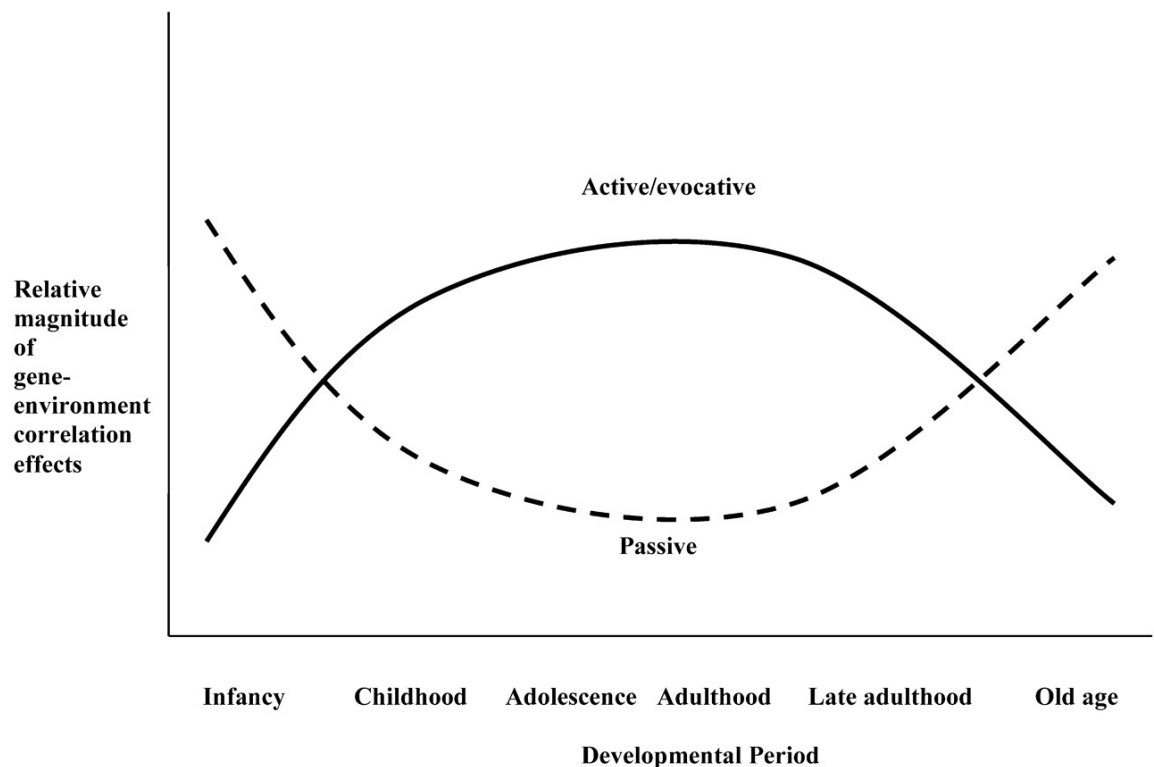 Active/evocative
Relative
magnitude
of
gene-
environment
correlation
effects
Passive
Infancy Childhood Adolescence Adulthood Late adulthood Old age
Developmental Period